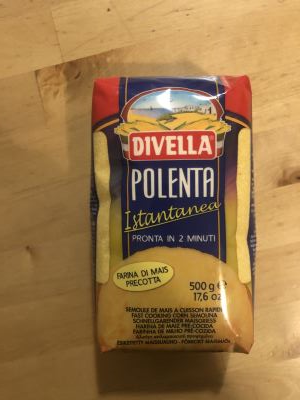 DIVELLA
POLENTA
Istantanea
PRONTA IN 2 MINUTI
FARINA DI MAIS
PRECOTTA
500 g e
17,6 oz
SEMOULE DE MAIS A CUISSON RAPIDE
FAST COOKING CORN SEMOLINA
SCHNELLGARENDER MAISGRIESS
HARINA DE MAIZ PRE-COCIDA
FARINHA DE MILHO PRE-COZIDA